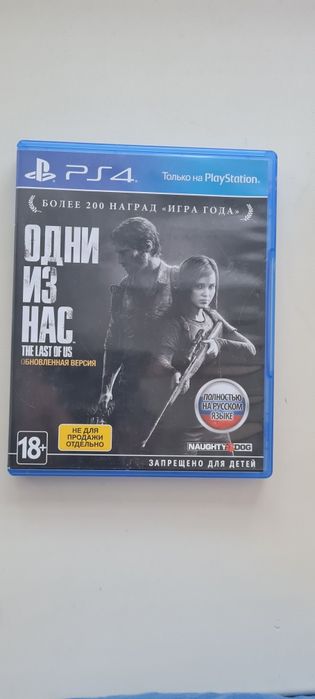 PS4
Только на PlayStation
БОЛЕЕ 200 НАГРАД «ИГРА ГОДА»
ОДНИ
ИЗ
НАС
THE LAST OF US
ОБНОВЛЕННАЯ ВЕРСИЯ
ПОЛНОСТЬЮ
НА РУССКОМ
ЯЗЫКЕ
НЕ ДЛЯ
ПРОДАЖИ
ОТДЕЛЬНО
18+
NAUGHTY DOG
ЗАПРЕЩЕНО ДЛЯ ДЕТЕЙ